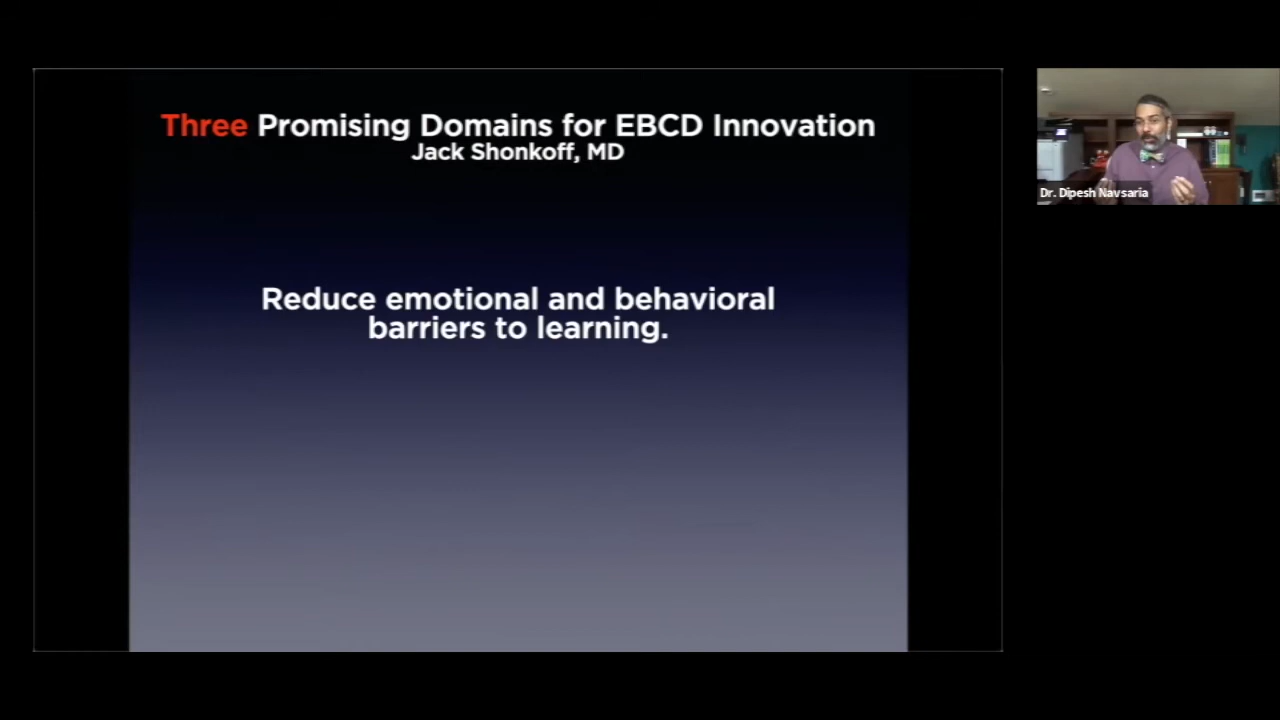 Three Promising Domains for EBCD Innovation
Jack Shonkoff, MD
Reduce emotional and behavioral
barriers to learning.
Dr. Dipesh Navsaria